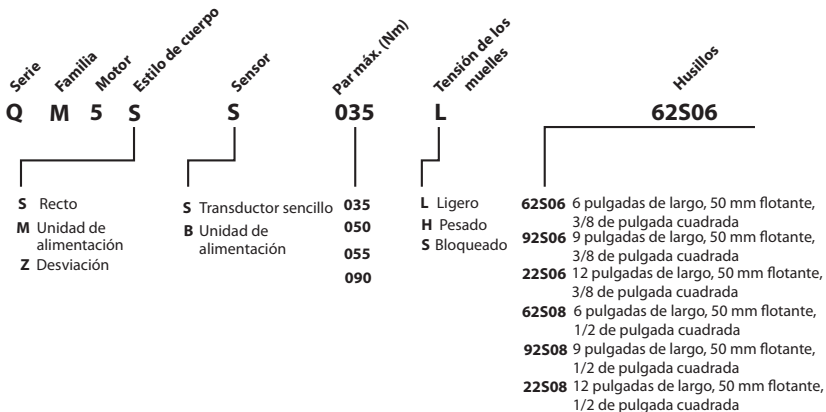 Serie Familia Motor Estilo de cuerpo Sensor Par máx. (Nm) Tensión de los muelles Husillos
Q M 5 S S 035 L 62S06
S Recto
M Unidad de
alimentación
Z Desviación
S Transductor sencillo
B Unidad de
alimentación
035
050
055
090
L Ligero
H Pesado
S Bloqueado
62S06 6 pulgadas de largo, 50 mm flotante,
3/8 de pulgada cuadrada
92S06 9 pulgadas de largo, 50 mm flotante,
3/8 de pulgada cuadrada
22S06 12 pulgadas de largo, 50 mm flotante,
3/8 de pulgada cuadrada
62S08 6 pulgadas de largo, 50 mm flotante,
1/2 de pulgada cuadrada
92S08 9 pulgadas de largo, 50 mm flotante,
1/2 de pulgada cuadrada
22S08 12 pulgadas de largo, 50 mm flotante,
1/2 de pulgada cuadrada